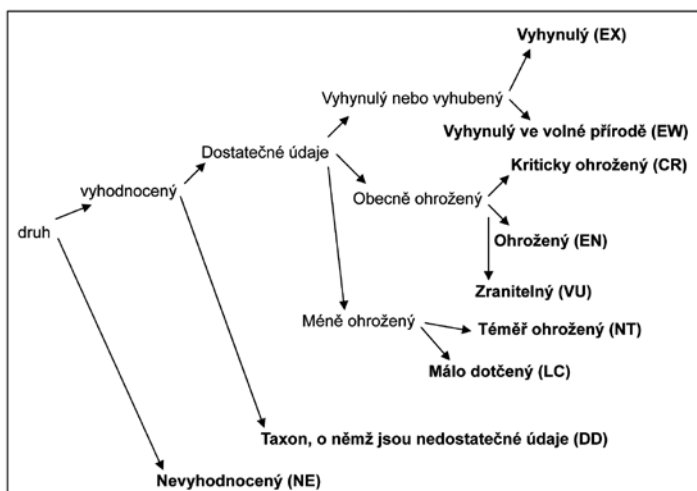 Vyhynulý (EX)
Vyhynulý nebo vyhubený
Vyhynulý ve volné přírodě (EW)
Dostatečné údaje
Kriticky ohrožený (CR)
vyhodnocený
Obecně ohrožený
druh
Ohrožený (EN)
Zranitelný (VU)
Méně ohrožený
Téměř ohrožený (NT)
Málo dotčený (LC)
Taxon, o němž jsou nedostatečné údaje (DD)
Nevyhodnocený (NE)